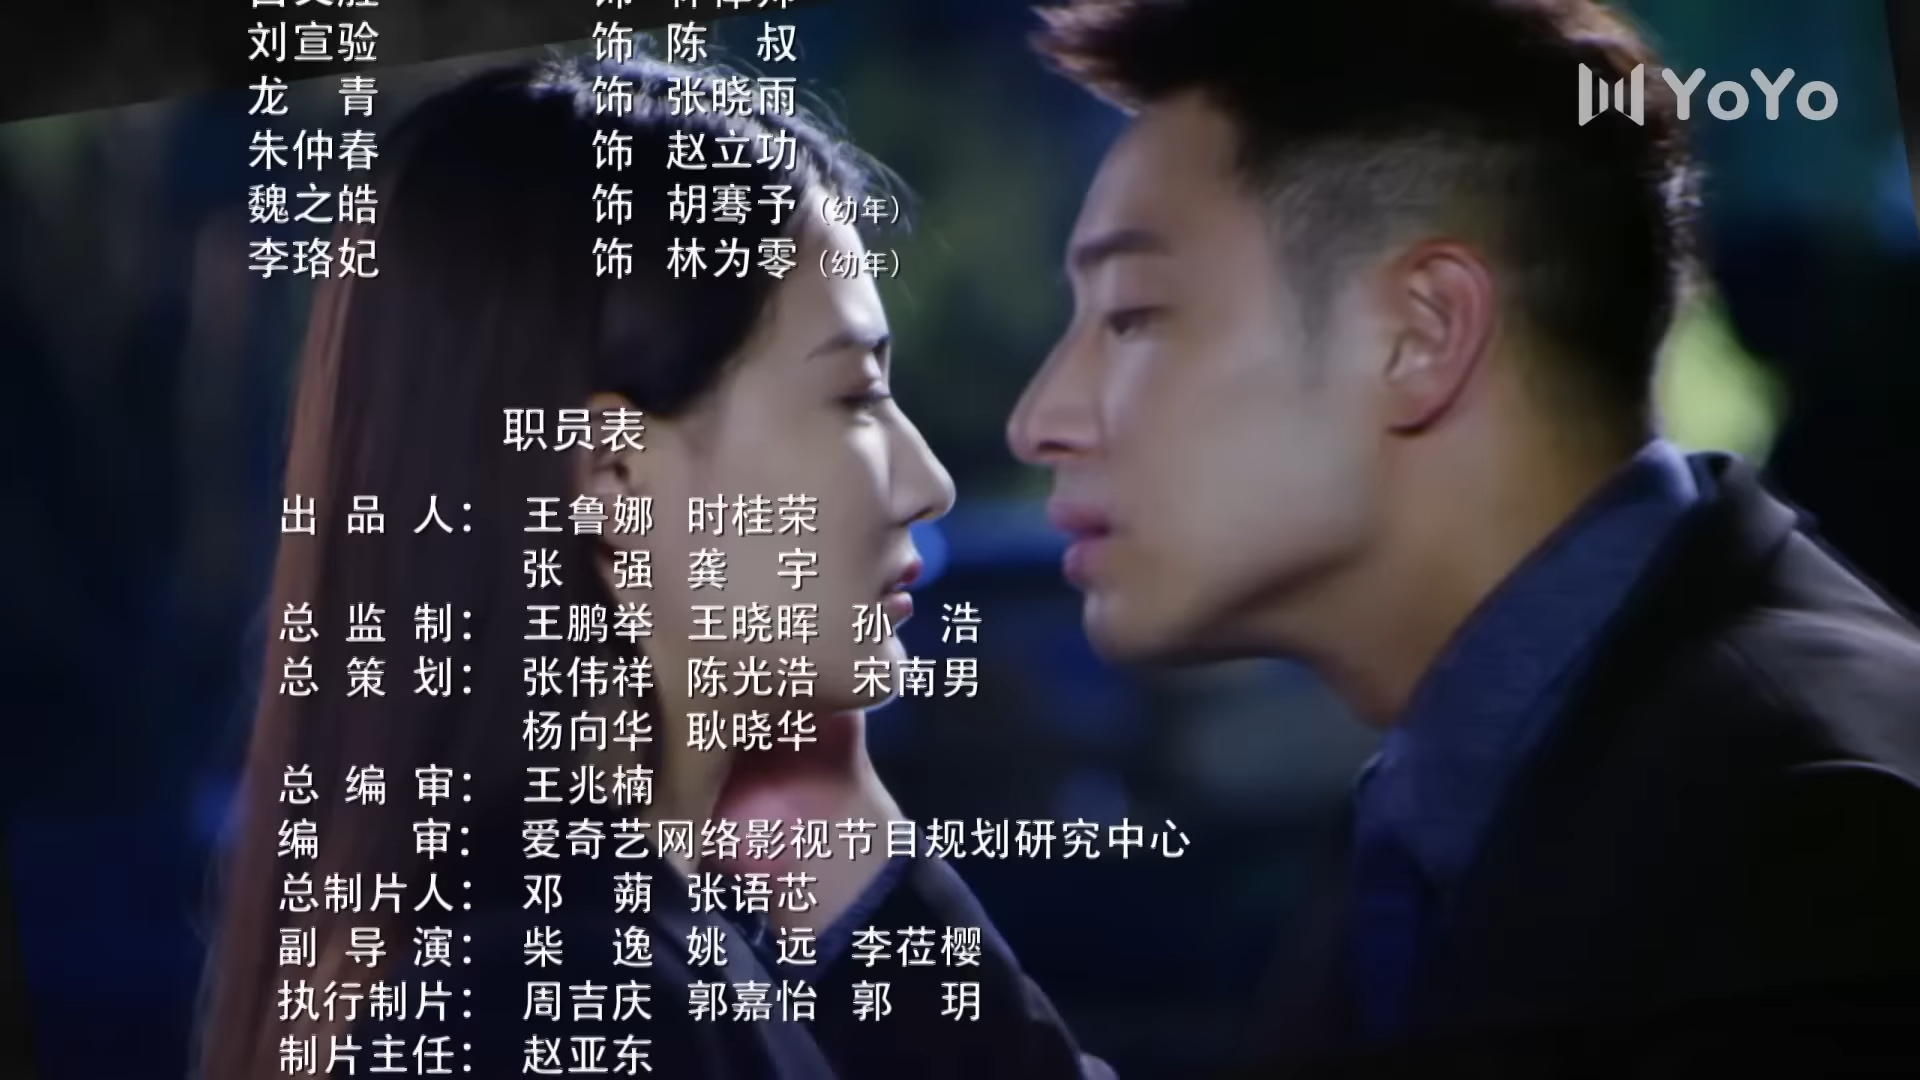 刘宣验 饰 陈叔
龙青 饰 张晓雨
朱仲春 饰 赵立功
魏之皓 饰 胡骞予（幼年）
李珞妃 饰 林为零（幼年）
YoYo
职员表
出品人： 王鲁娜 时桂荣
张强 龚宇
总监制： 王鹏举 王晓晖 孙浩
总策划： 张伟祥 陈光浩 宋南男
杨向华 耿晓华
总编审： 王兆楠
编审： 爱奇艺网络影视节目规划研究中心
总制片人： 邓蒴 张语芯
副导演： 柴逸 姚远 李莅樱
执行制片： 周吉庆 郭嘉怡 郭玥
制片主任： 赵亚东